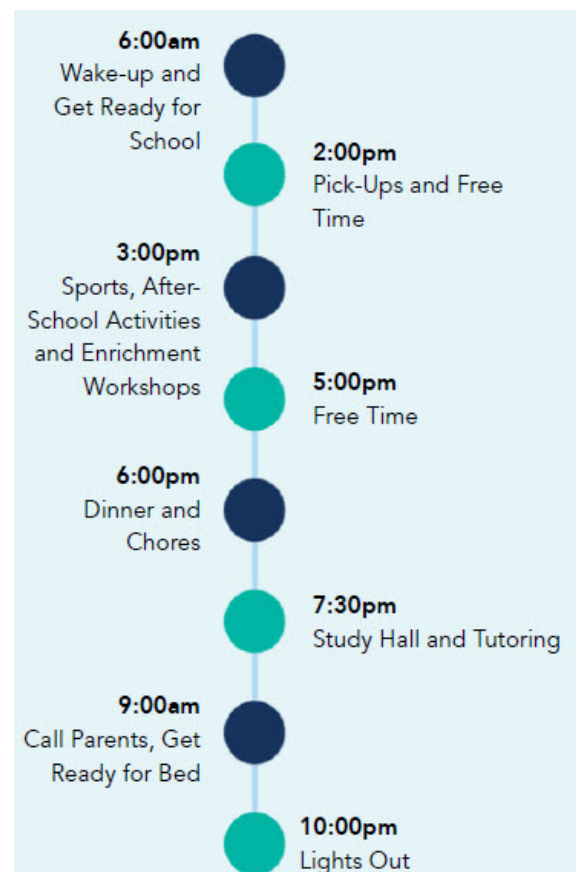 6:00am
Wake-up and
Get Ready for
School
2:00pm
Pick-Ups and Free
Time
3:00pm
Sports, After-
School Activities
and Enrichment
Workshops
5:00pm
Free Time
6:00pm
Dinner and
Chores
7:30pm
Study Hall and Tutoring
9:00am
Call Parents, Get
Ready for Bed
10:00pm
Lights Out